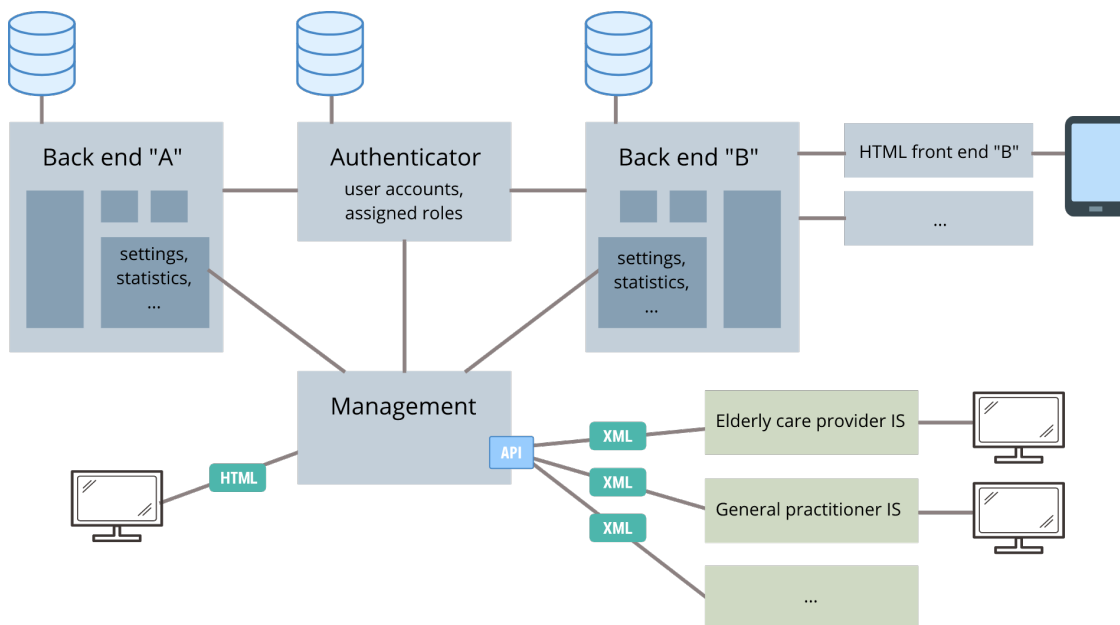 Back end "A"
settings,
statistics,
...
Authenticator
user accounts,
assigned roles
Back end "B"
settings,
statistics,
...
HTML front end "B"
...
Management
API
HTML
XML
XML
XML
Elderly care provider IS
General practitioner IS
...